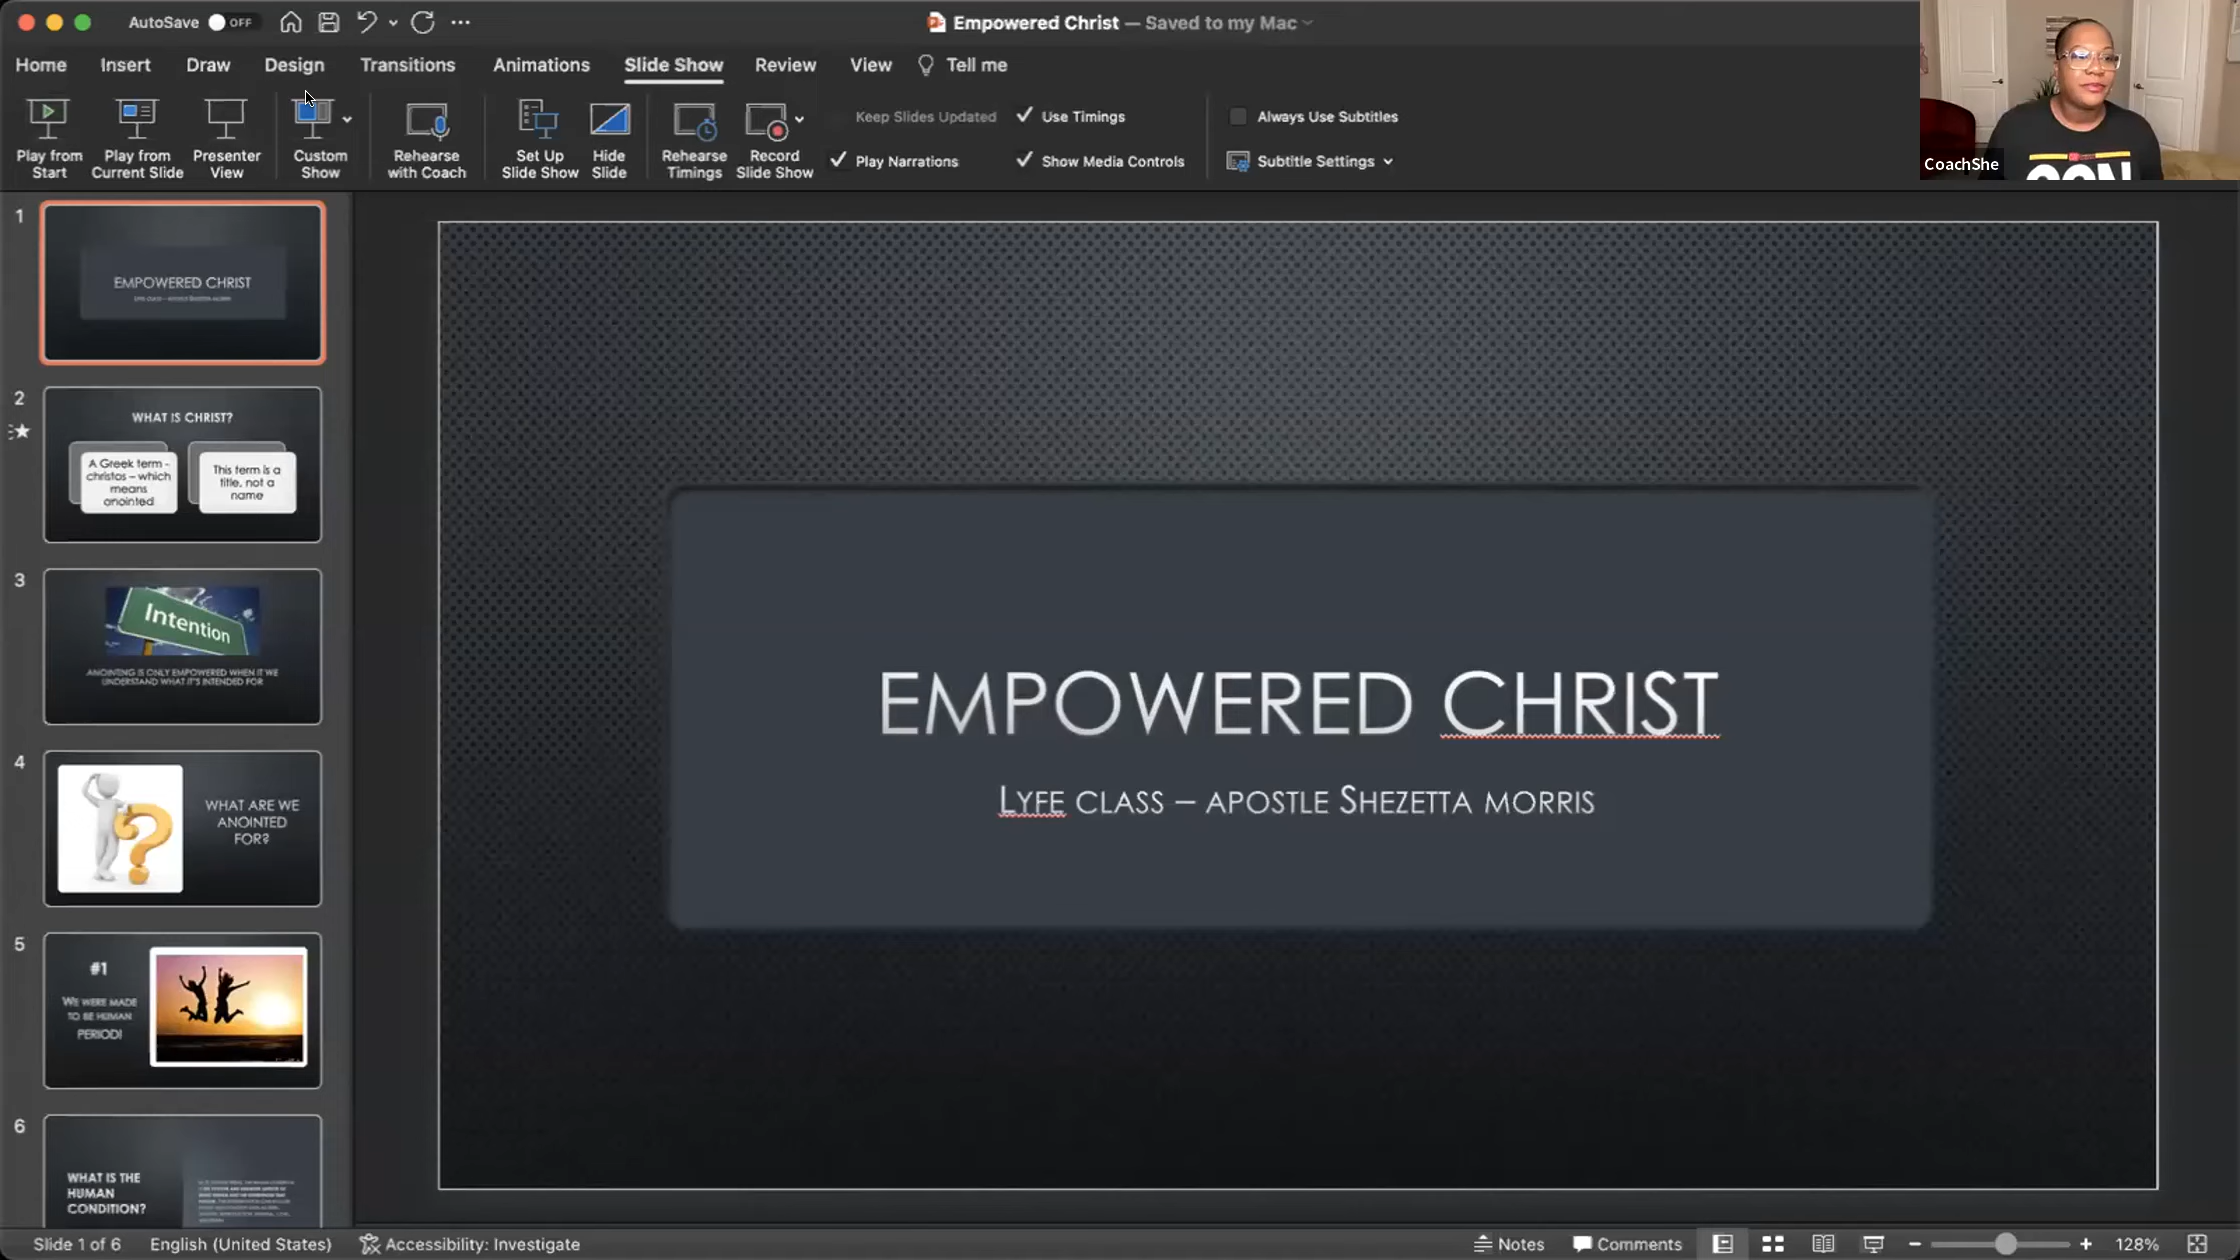 AutoSave OFF
Empowered Christ — Saved to my Mac
Home Insert Draw Design Transitions Animations Slide Show Review View Tell me
Play from Start
Play from Current Slide
Presenter View
Custom Show
Rehearse with Coach
Set Up Slide Show
Hide Slide
Rehearse Timings
Record Slide Show
Keep Slides Updated
Play Narrations
Use Timings
Show Media Controls
Always Use Subtitles
Subtitle Settings
CoachShe
1
EMPOWERED CHRIST
2
WHAT IS CHRIST?
A Greek term -
christos – which
means
anointed
This term is a
title, not a
name
3
Intention
ANOINTING IS ONLY EMPOWERED WHEN IT WE
UNDERSTAND WHAT IT'S INTENDED FOR
4
WHAT ARE WE
ANOINTED
FOR?
5
#1
WE WERE MADE
TO BE HUMAN
PERIOD!
6
WHAT IS THE
HUMAN
CONDITION?
EMPOWERED CHRIST
LYFE CLASS – APOSTLE SHEZETTA MORRIS
Slide 1 of 6 English (United States) Accessibility: Investigate
Notes Comments 128%